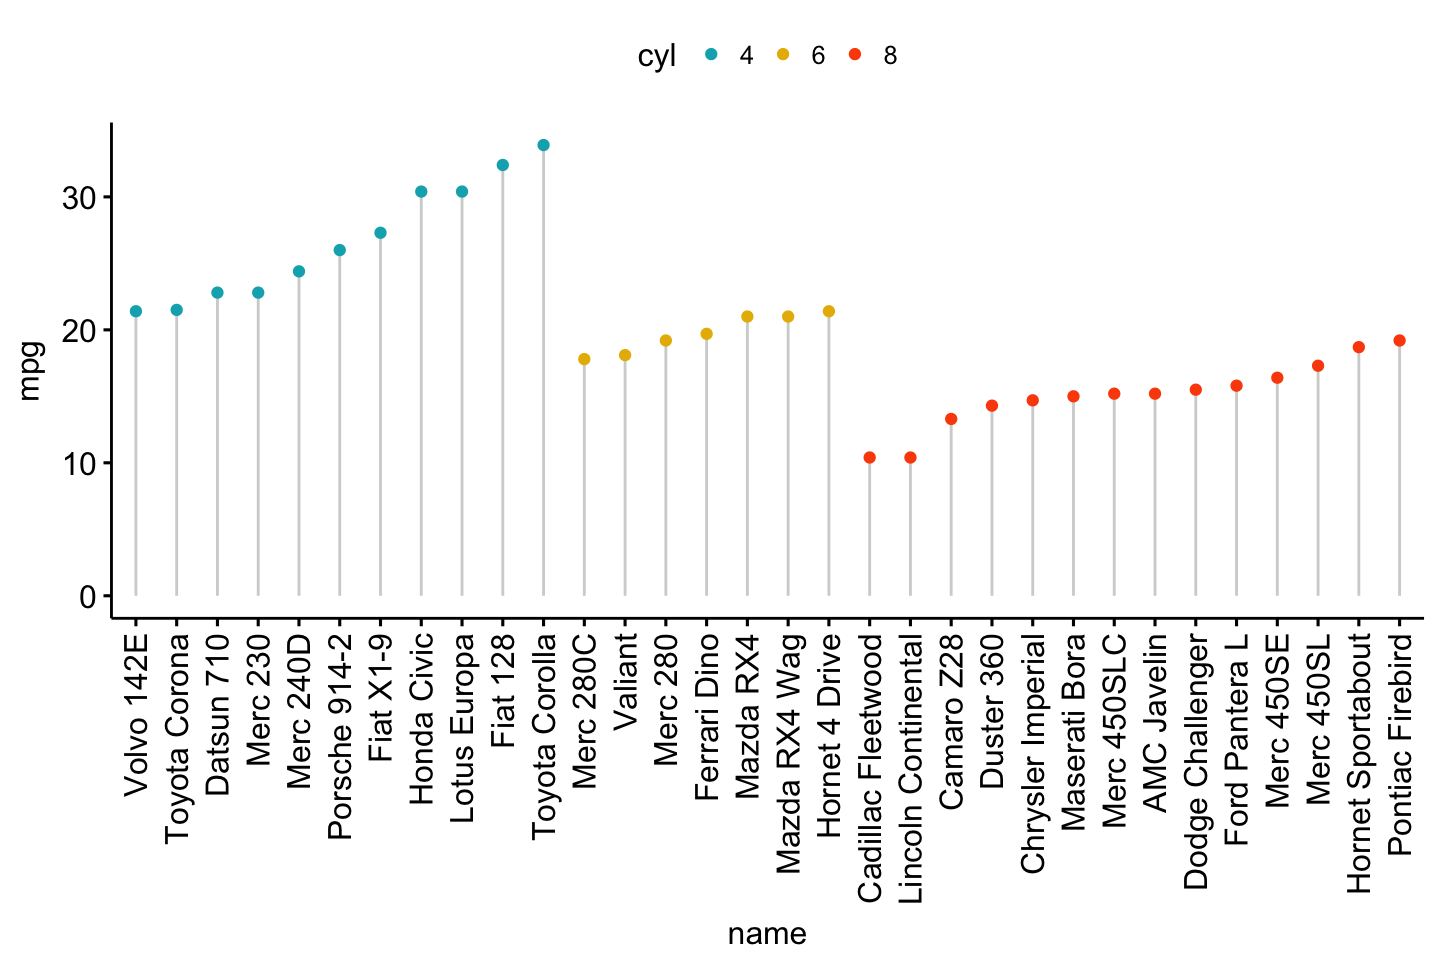 cyl 4 6 8
mpg
30
20
10
0
Volvo 142E
Toyota Corona
Datsun 710
Merc 230
Merc 240D
Porsche 914-2
Fiat X1-9
Honda Civic
Lotus Europa
Fiat 128
Toyota Corolla
Merc 280C
Valiant
Merc 280
Ferrari Dino
Mazda RX4
Mazda RX4 Wag
Hornet 4 Drive
Cadillac Fleetwood
Lincoln Continental
Camaro Z28
Duster 360
Chrysler Imperial
Maserati Bora
Merc 450SLC
AMC Javelin
Dodge Challenger
Ford Pantera L
Merc 450SE
Merc 450SL
Hornet Sportabout
Pontiac Firebird
name